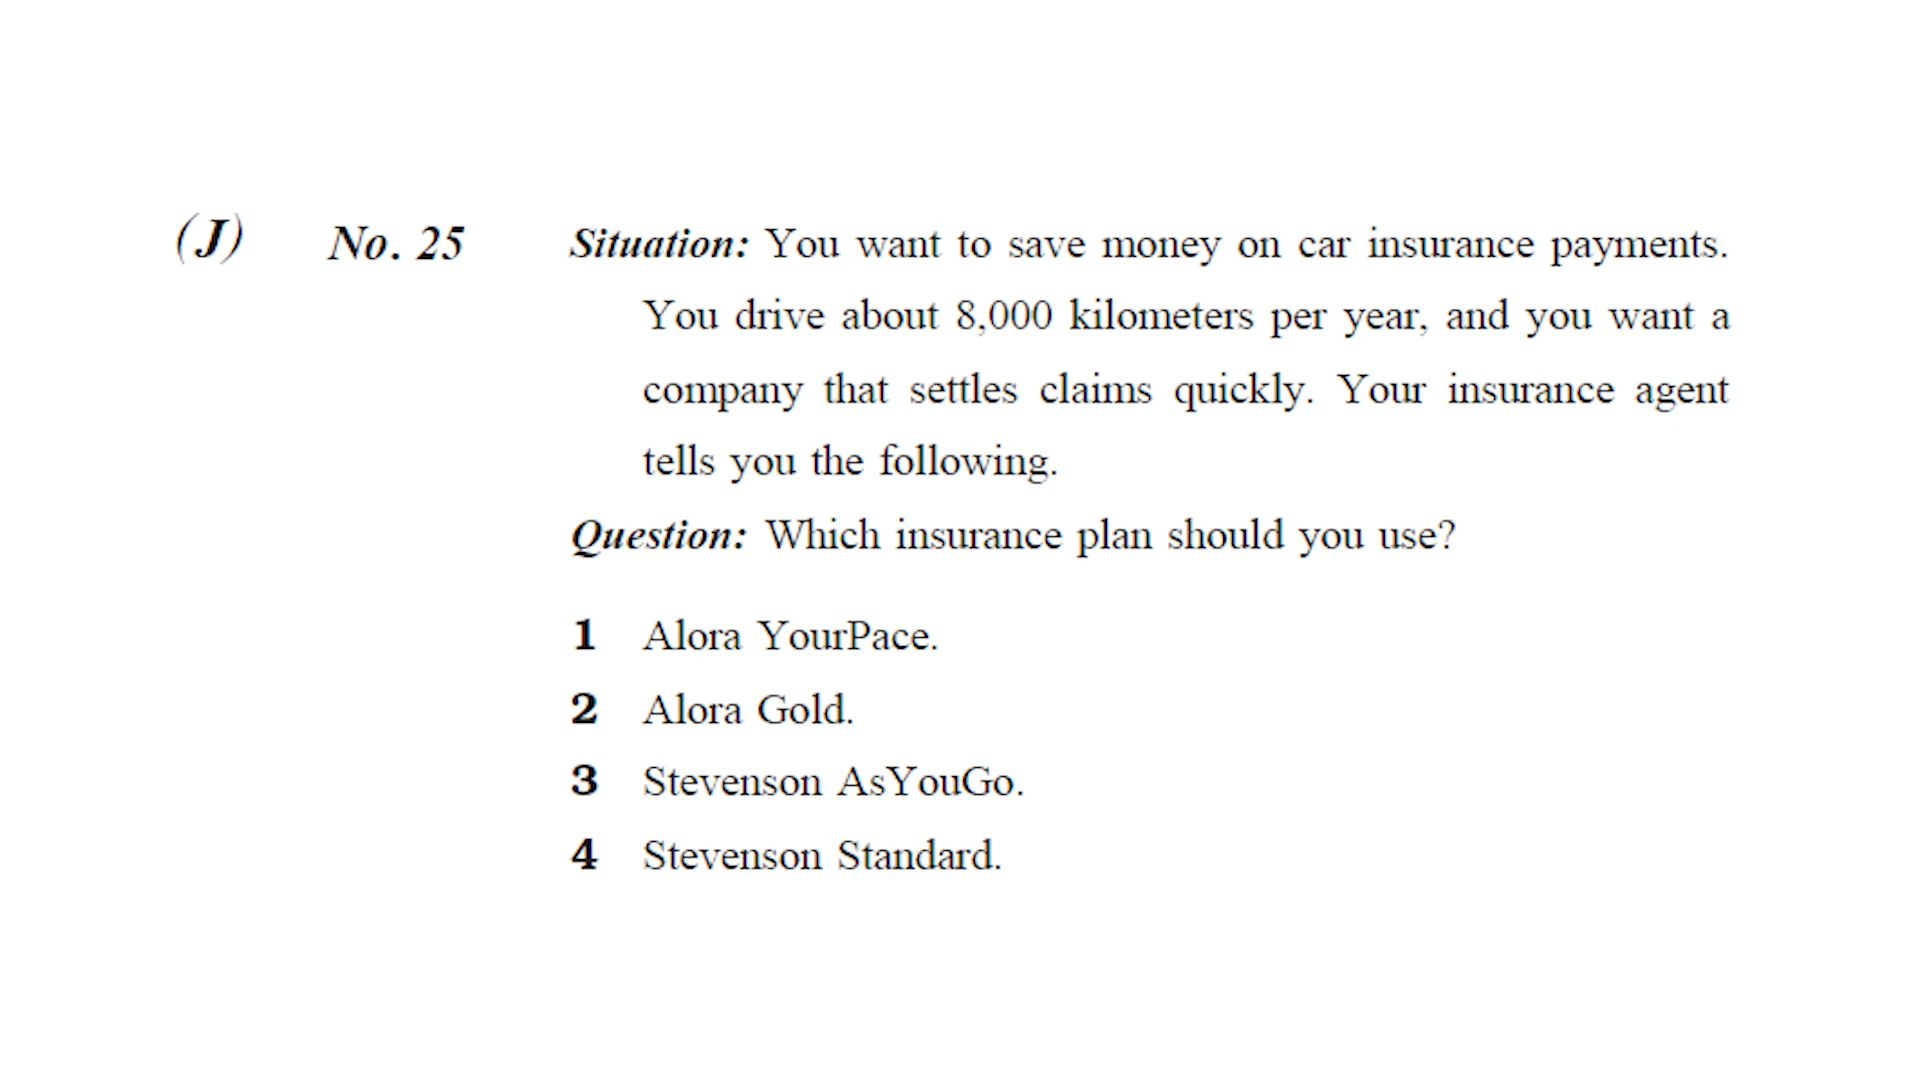 (J) No. 25 Situation: You want to save money on car insurance payments.
You drive about 8,000 kilometers per year, and you want a
company that settles claims quickly. Your insurance agent
tells you the following.
Question: Which insurance plan should you use?
1 Alora YourPace.
2 Alora Gold.
3 Stevenson AsYouGo.
4 Stevenson Standard.